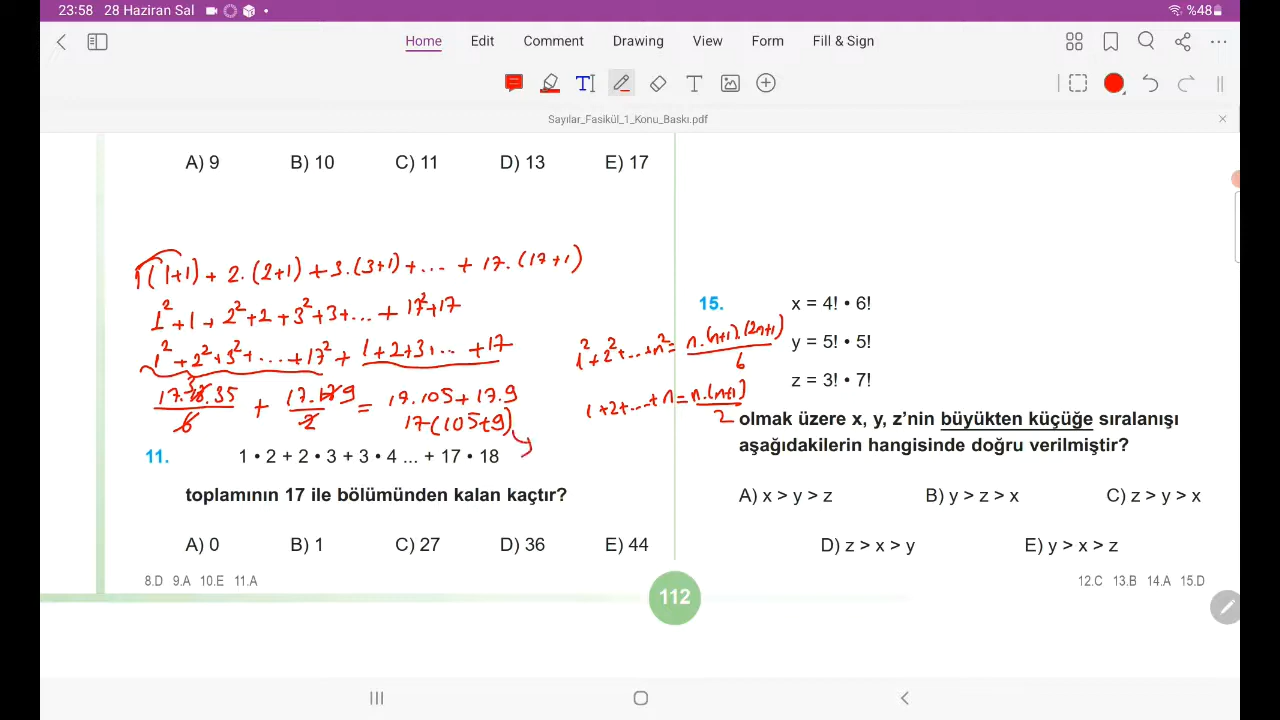 23:58 28 Haziran Sal %48
Home Edit Comment Drawing View Form Fill & Sign
Sayılar_Fasikül_1_Konu_Baskı.pdf
A) 9 B) 10 C) 11 D) 13 E) 17
1(1+1) + 2.(2+1) + 3.(3+1) + ... + 17.(17+1)
1²+1+2²+2+3²+3+...+17²+17
1²+2²+3²+...+17² + 1+2+3+...+17
17.18.35/6 + 17.18/2 = 17.105+17.9
3 9
17(105+9)
11. 1 • 2 + 2 • 3 + 3 • 4 ... + 17 • 18
toplamının 17 ile bölümünden kalan kaçtır?
A) 0 B) 1 C) 27 D) 36 E) 44
8.D 9.A 10.E 11.A
1²+2²+...+n² = n.(n+1).(2n+1)/6
1+2+...+n = n.(n+1)/2
15. x = 4! • 6!
y = 5! • 5!
z = 3! • 7!
olmak üzere x, y, z’nin büyükten küçüğe sıralanışı
aşağıdakilerin hangisinde doğru verilmiştir?
A) x > y > z B) y > z > x C) z > y > x
D) z > x > y E) y > x > z
12.C 13.B 14.A 15.D
112